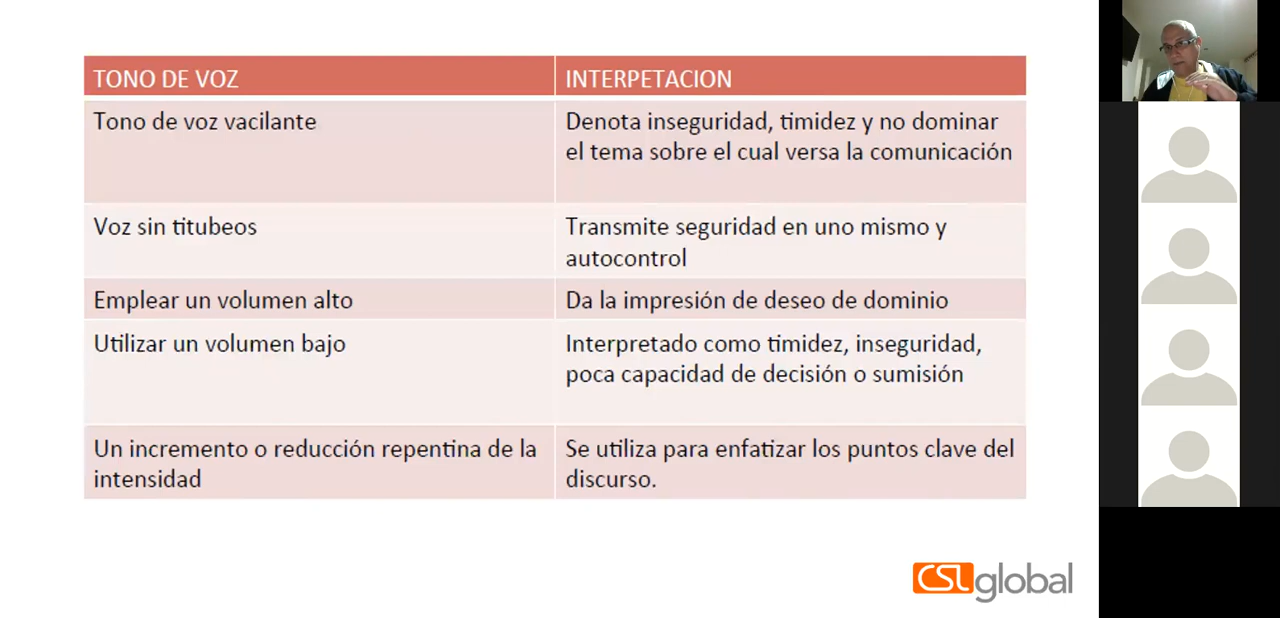 TONO DE VOZ
INTERPETACION
Tono de voz vacilante
Denota inseguridad, timidez y no dominar
el tema sobre el cual versa la comunicación
Voz sin titubeos
Transmite seguridad en uno mismo y
autocontrol
Emplear un volumen alto
Da la impresión de deseo de dominio
Utilizar un volumen bajo
Interpretado como timidez, inseguridad,
poca capacidad de decisión o sumisión
Un incremento o reducción repentina de la
intensidad
Se utiliza para enfatizar los puntos clave del
discurso.
CSL global